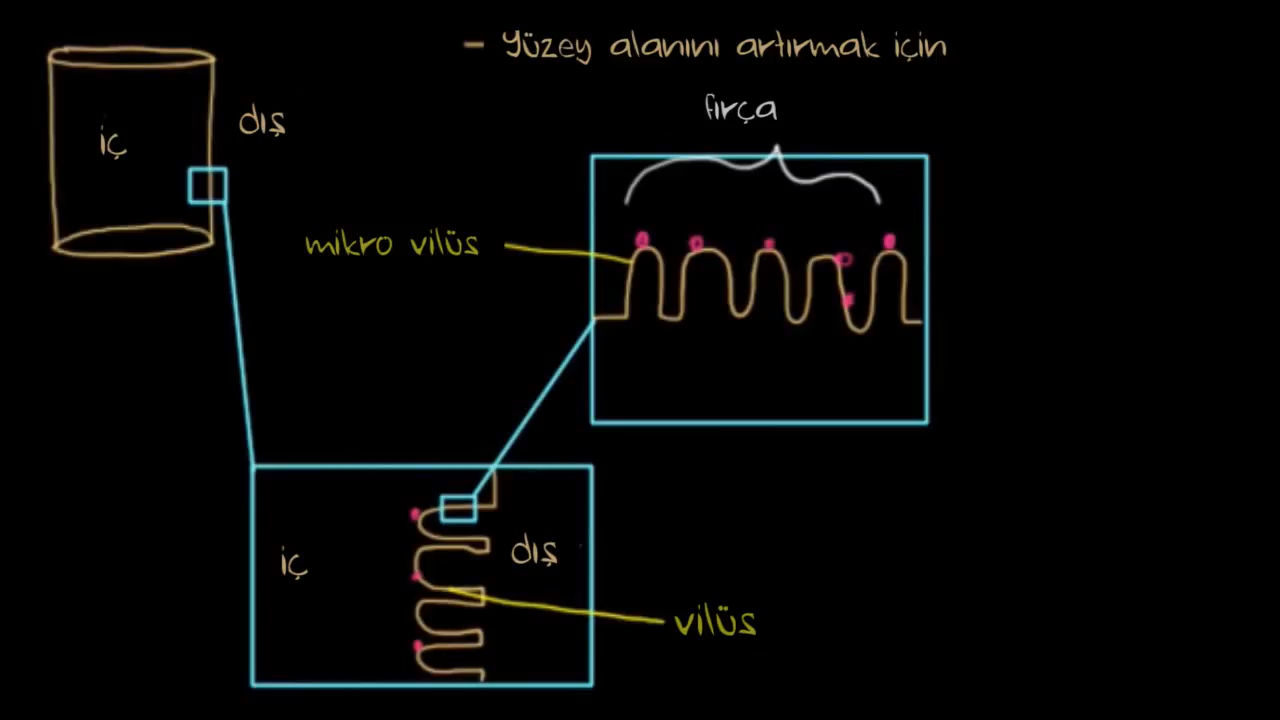 - Yüzey alanını artırmak için
fırça
iç
dış
mikro vilüs
iç
dış
vilüs